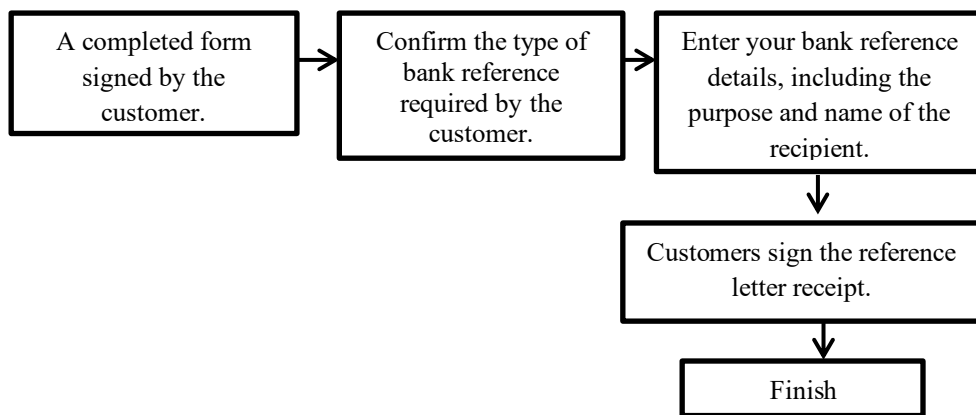 A completed form
signed by the
customer.
Confirm the type of
bank reference
required by the
customer.
Enter your bank reference
details, including the
purpose and name of the
recipient.
Customers sign the reference
letter receipt.
Finish